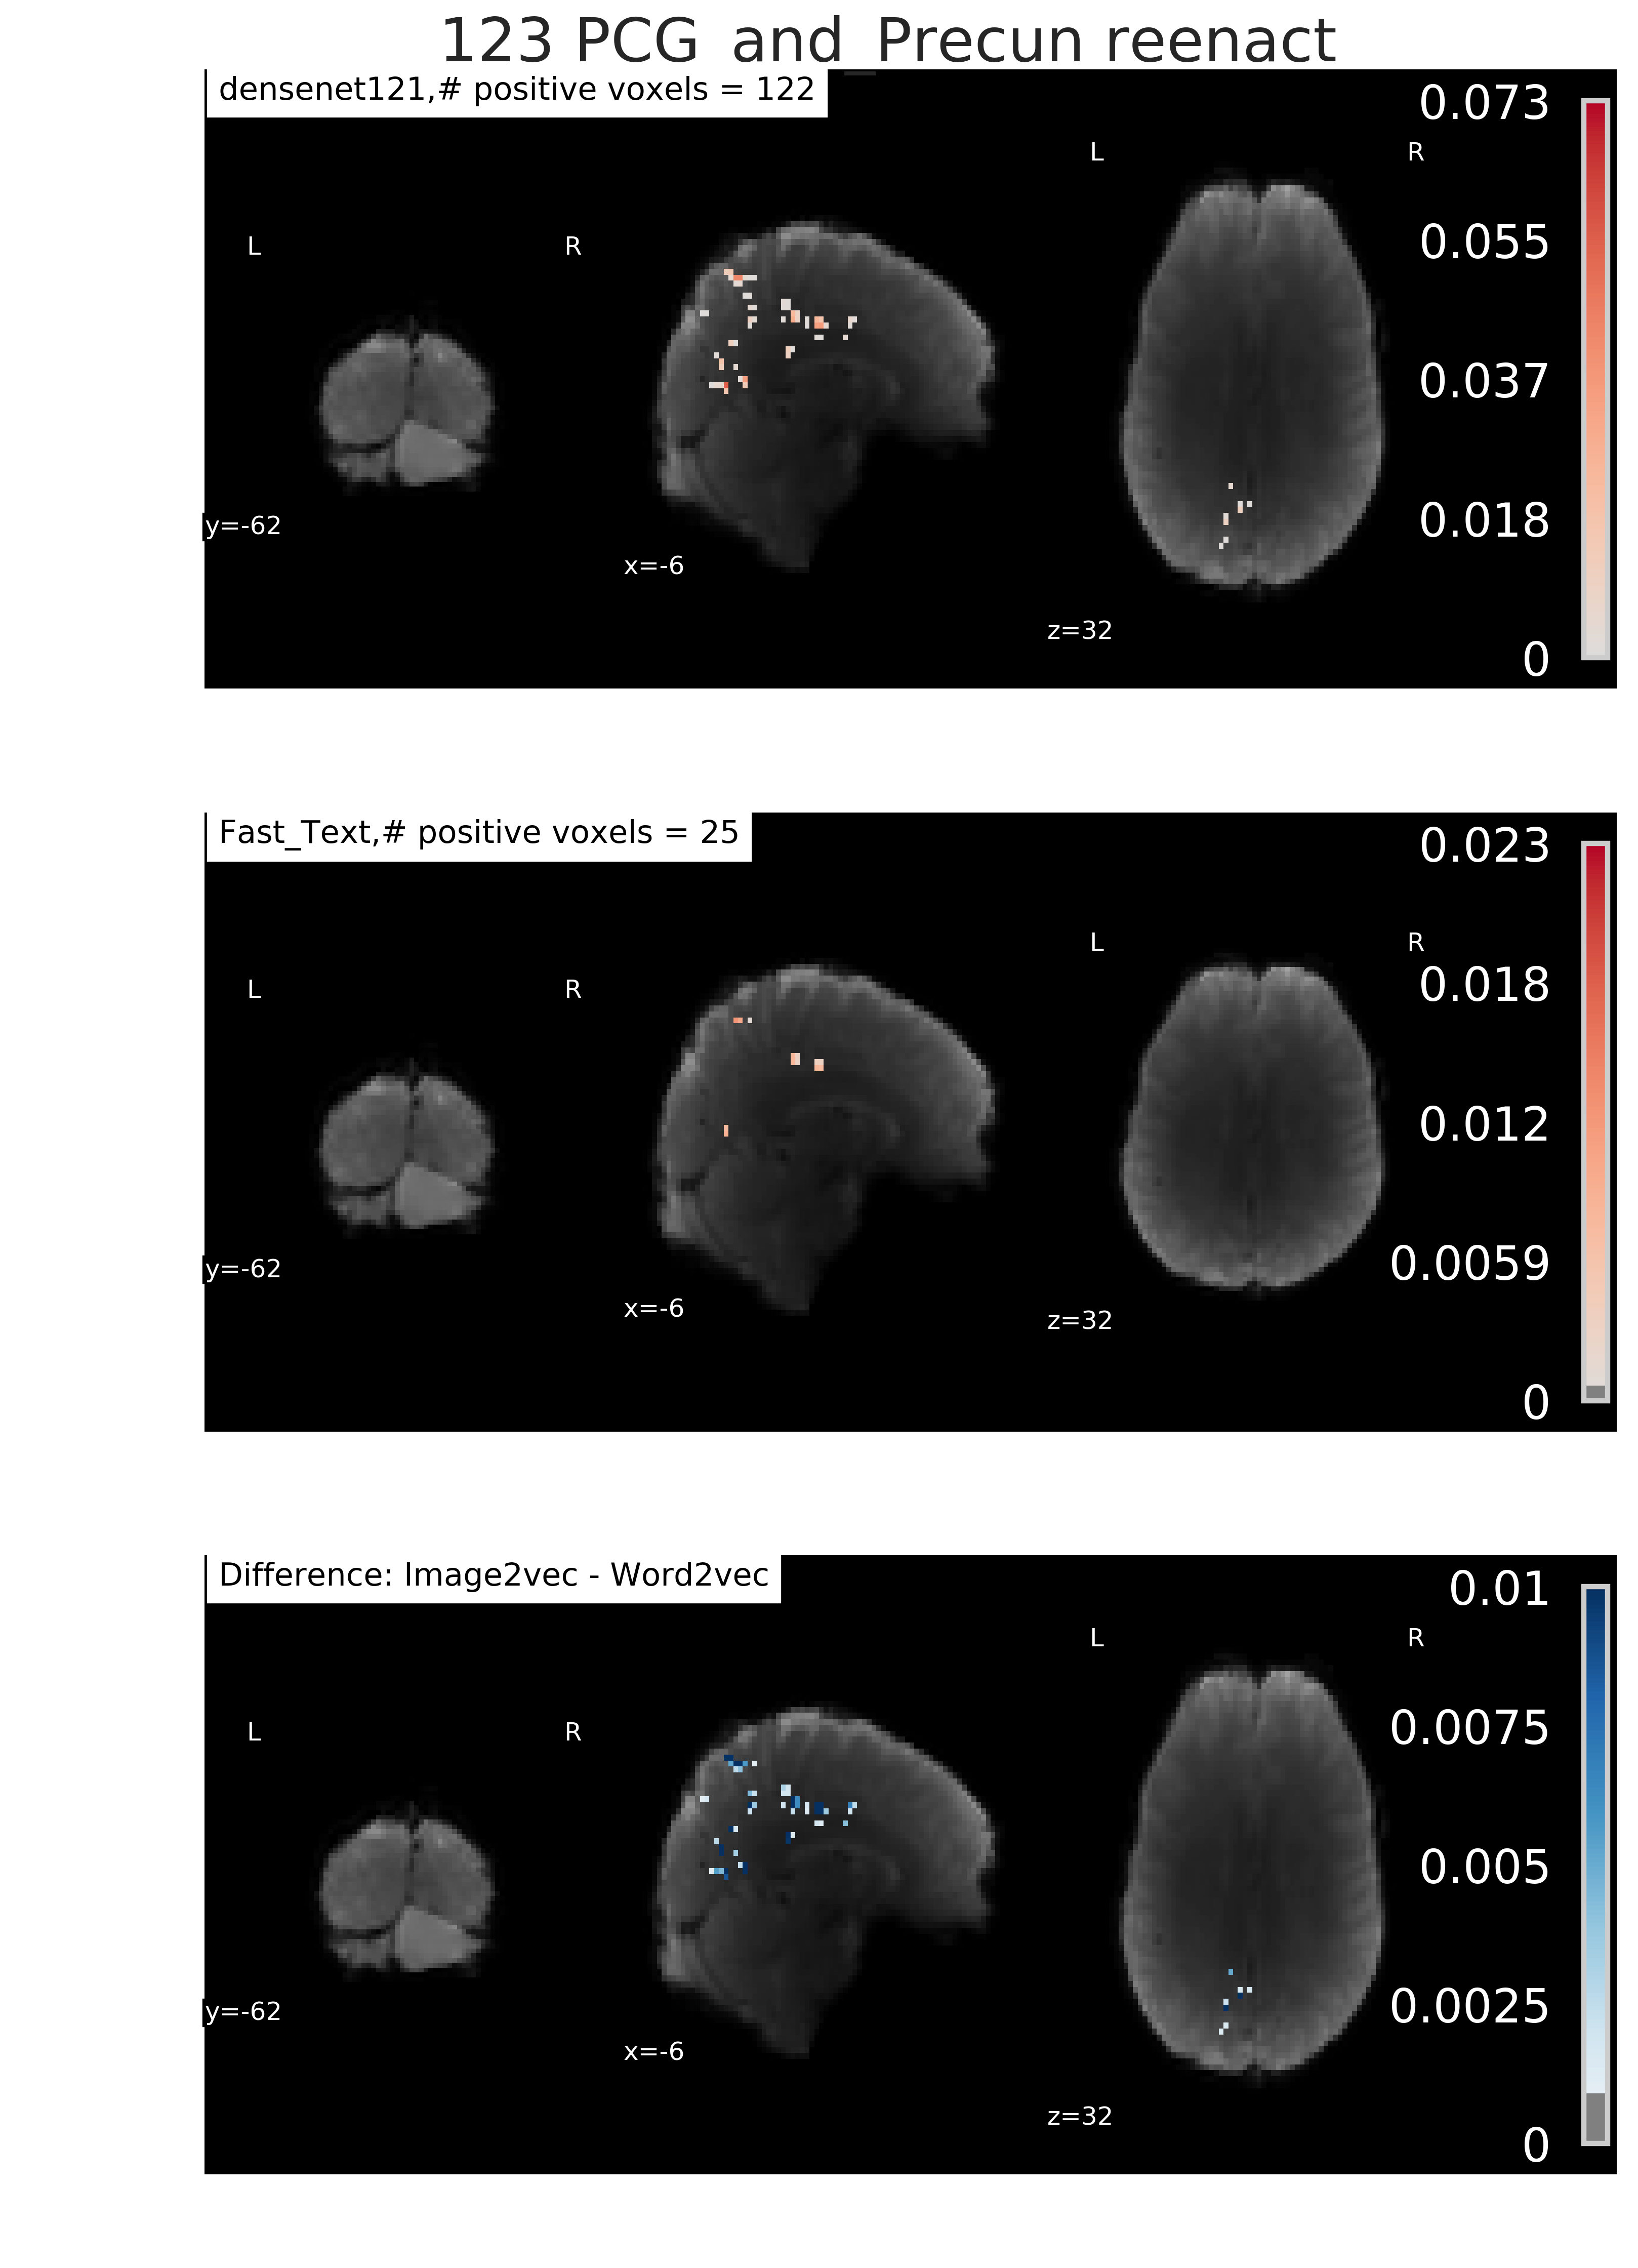 123 PCG and Precun reenact
densenet121,# positive voxels = 122
0.073
L R
0.055
L R
0.037
0.018
y=-62
x=-6
z=32
0
Fast_Text,# positive voxels = 25
0.023
L R
0.018
L R
0.012
0.0059
y=-62
x=-6
z=32
0
Difference: Image2vec - Word2vec
0.01
L R
0.0075
L R
0.005
0.0025
y=-62
x=-6
z=32
0